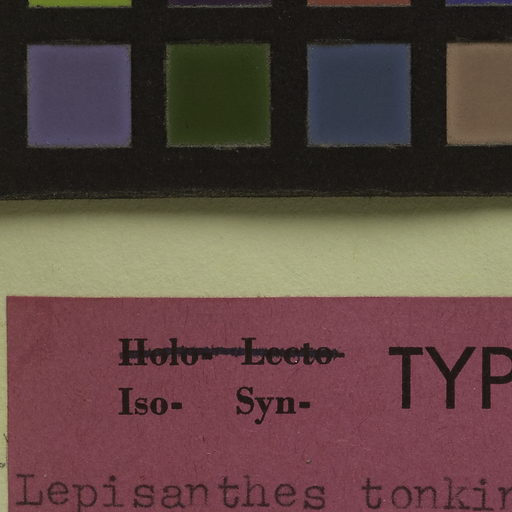 Holo- Lecto-
Iso- Syn-
TYP
Lepisanthes tonkin